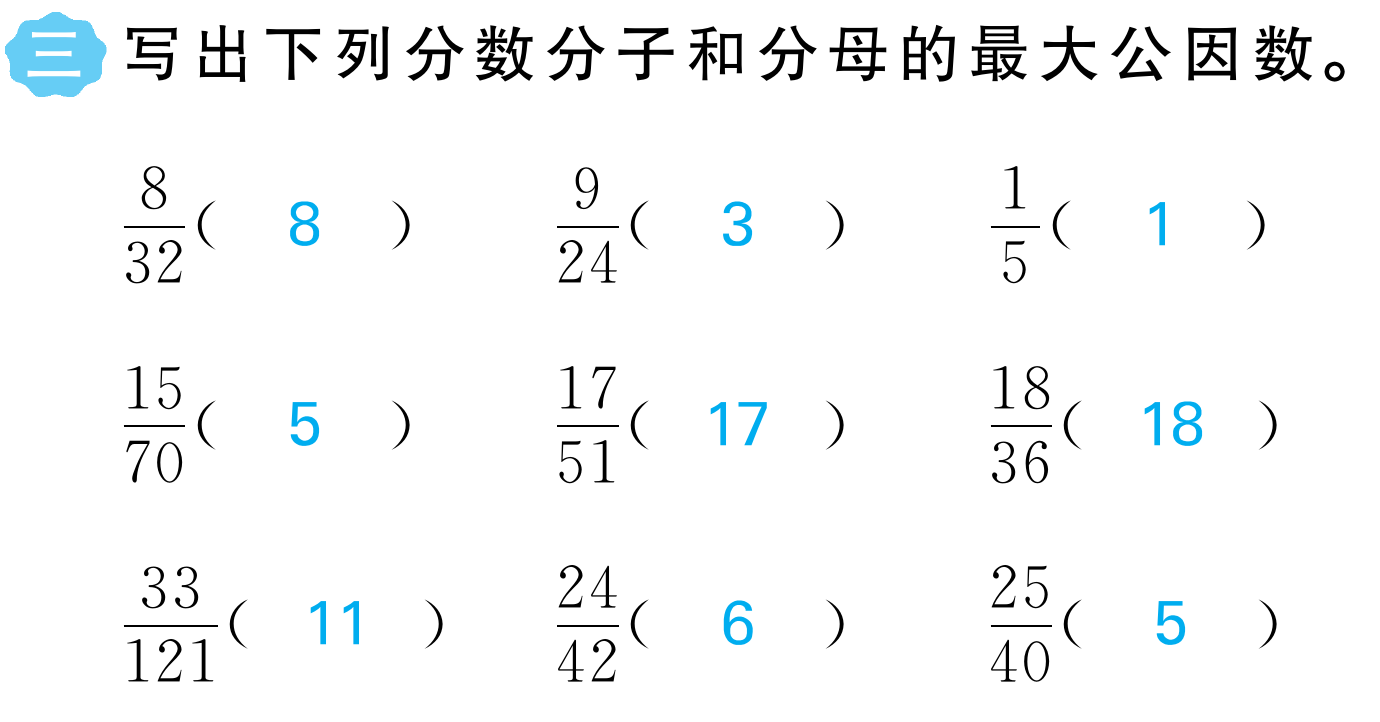 三 写出下列分数分子和分母的最大公因数。
8/32( 8 ) 9/24( 3 ) 1/5( 1 )
15/70( 5 ) 17/51( 17 ) 18/36( 18 )
33/121( 11 ) 24/42( 6 ) 25/40( 5 )